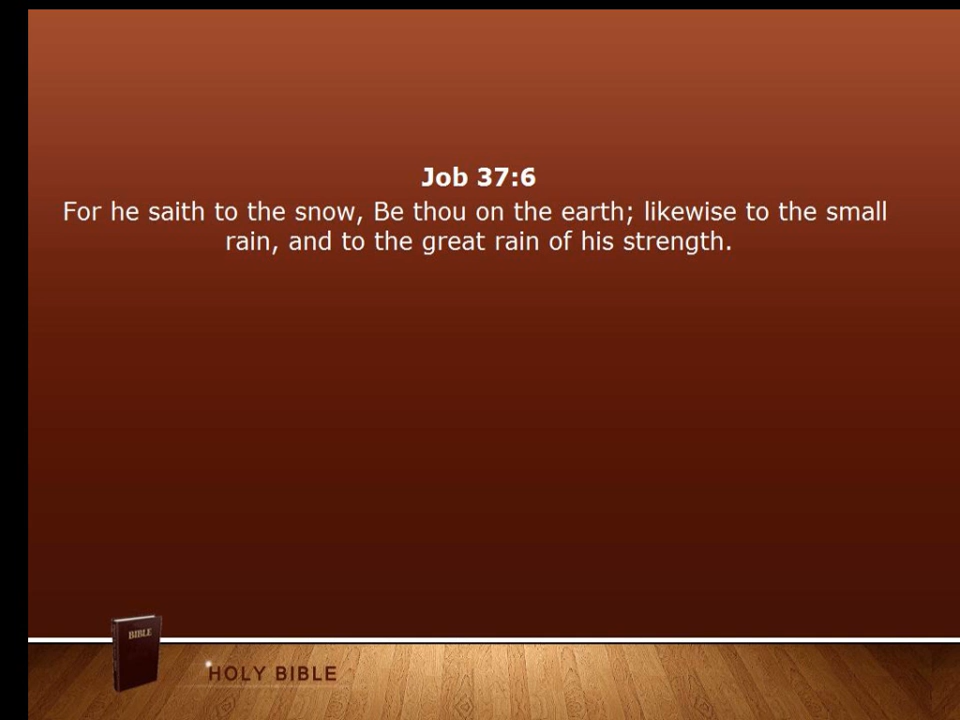 Job 37:6
For he saith to the snow, Be thou on the earth; likewise to the small
rain, and to the great rain of his strength.
BIBLE
HOLY BIBLE